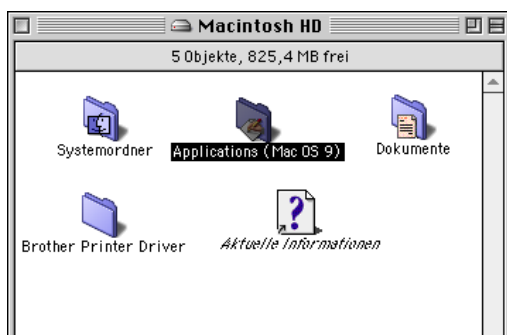 Macintosh HD
5 Objekte, 825,4 MB frei
Systemordner
Applications (Mac OS 9)
Dokumente
Brother Printer Driver
Aktuelle Informationen